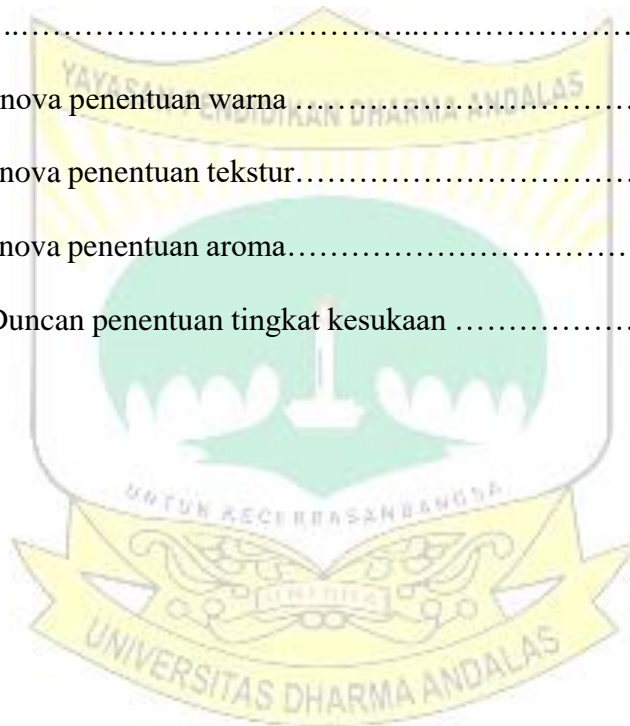 ...……………………………..…………………
YAYASAN PENDIDIKAN DHARMA ANDALAS
nova penentuan warna ……………………………
nova penentuan tekstur……………………………
nova penentuan aroma……………………………
Duncan penentuan tingkat kesukaan ………………
UNTUK KECERDASAN BANGSA
UNIVERSITAS DHARMA ANDALAS